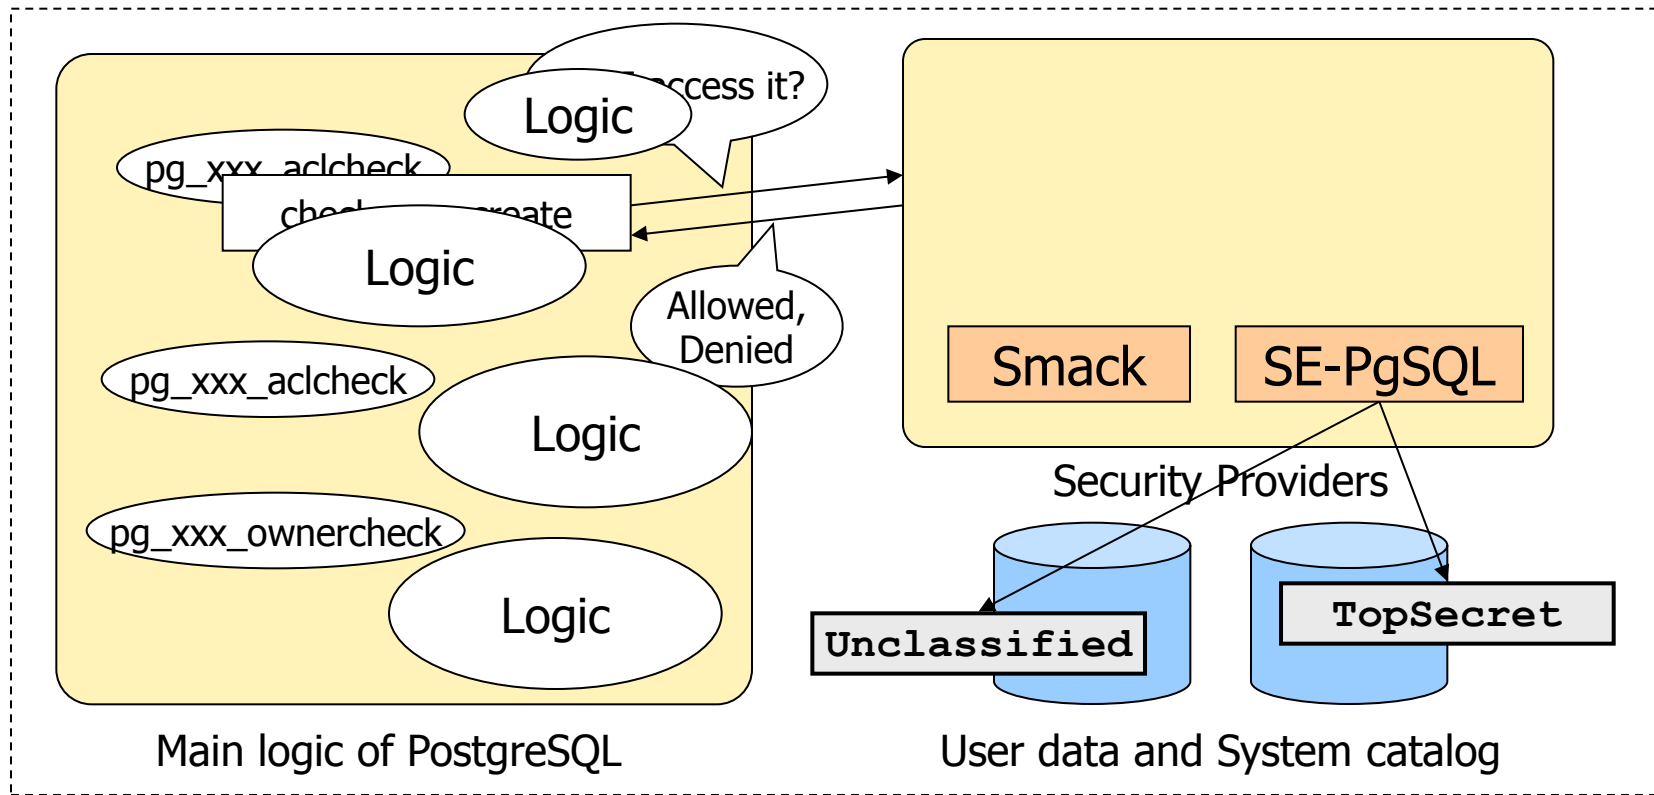 access it?
Logic
pg_xxx_aclcheck
Logic
Allowed,
Denied
pg_xxx_aclcheck
Logic
pg_xxx_ownercheck
Logic
Smack
SE-PgSQL
Security Providers
Unclassified
TopSecret
Main logic of PostgreSQL
User data and System catalog